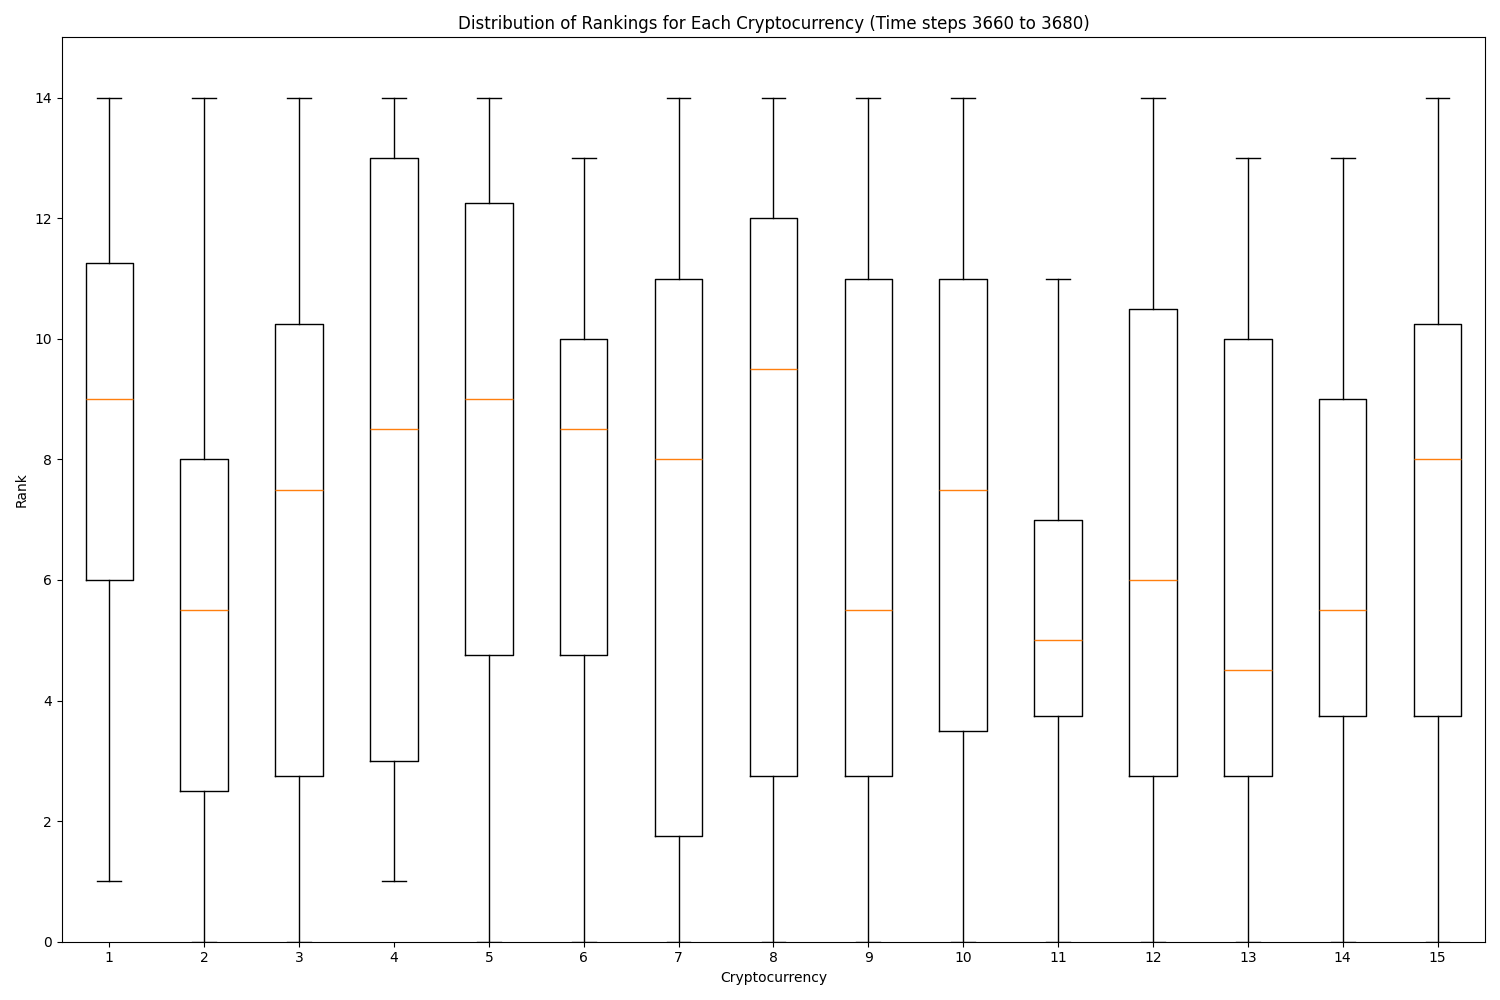 Distribution of Rankings for Each Cryptocurrency (Time steps 3660 to 3680)
Rank
14
12
10
8
6
4
2
0
1 2 3 4 5 6 7 8 9 10 11 12 13 14 15
Cryptocurrency